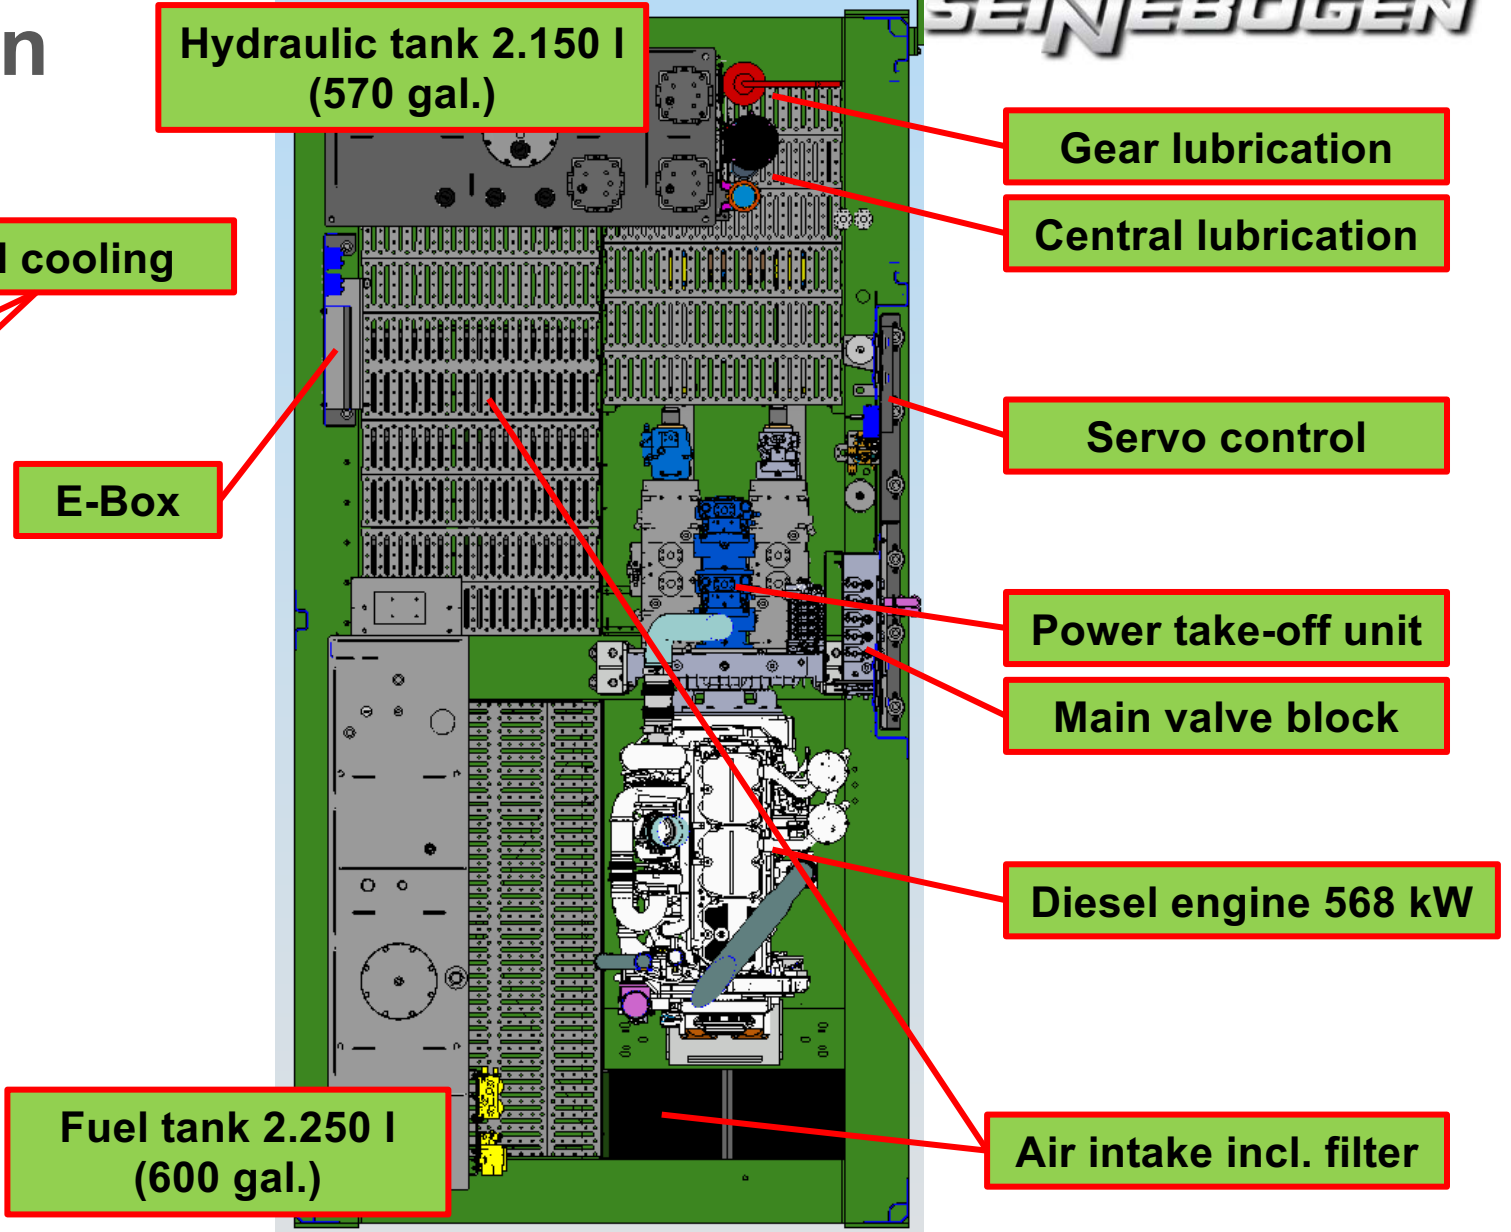 n
SENNEBOGEN
Hydraulic tank 2.150 l
(570 gal.)
Gear lubrication
Central lubrication
cooling
Servo control
E-Box
Power take-off unit
Main valve block
Diesel engine 568 kW
Fuel tank 2.250 l
(600 gal.)
Air intake incl. filter